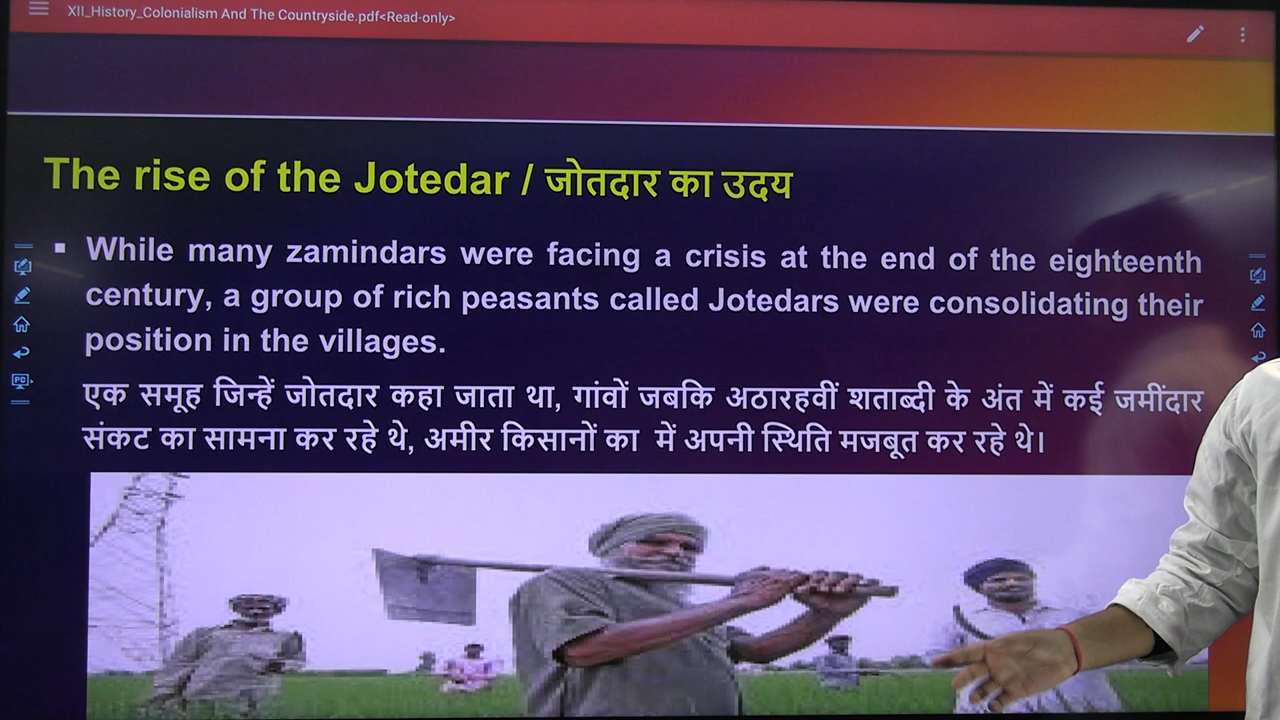 XII_History_Colonialism And The Countryside.pdf<Read-only>
The rise of the Jotedar / जोतदार का उदय
▪ While many zamindars were facing a crisis at the end of the eighteenth
century, a group of rich peasants called Jotedars were consolidating their
position in the villages.
एक समूह जिन्हें जोतदार कहा जाता था, गांवों जबकि अठारहवीं शताब्दी के अंत में कई जमींदार
संकट का सामना कर रहे थे, अमीर किसानों का में अपनी स्थिति मजबूत कर रहे थे।
PC